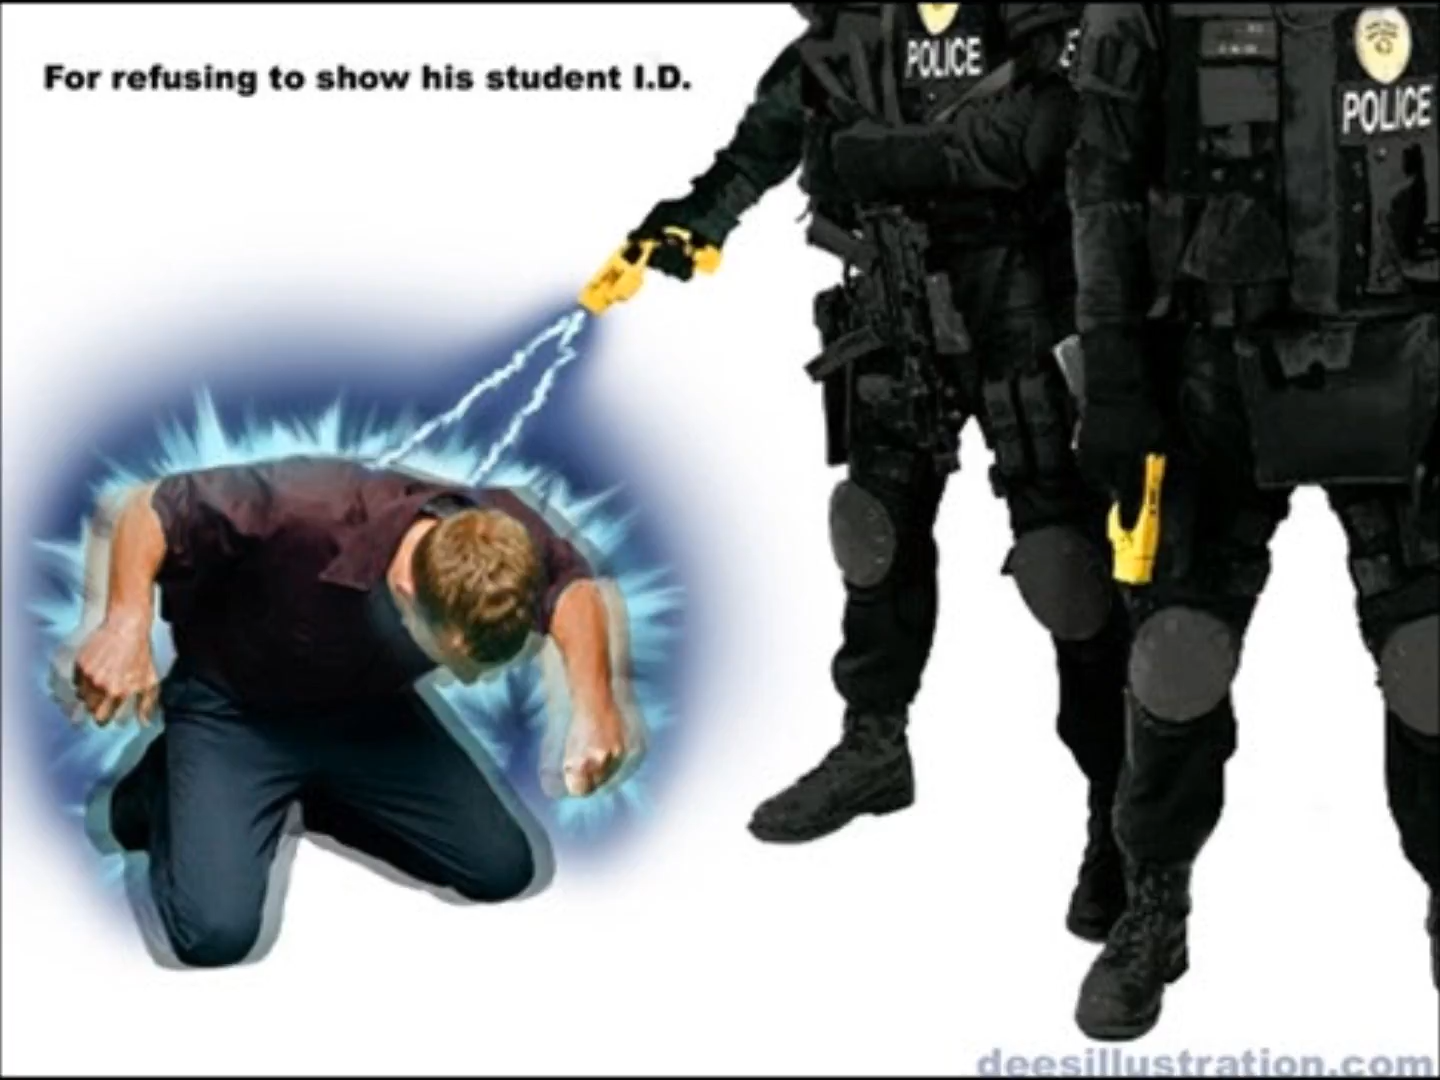 For refusing to show his student I.D.
POLICE
POLICE
deesillustration.com